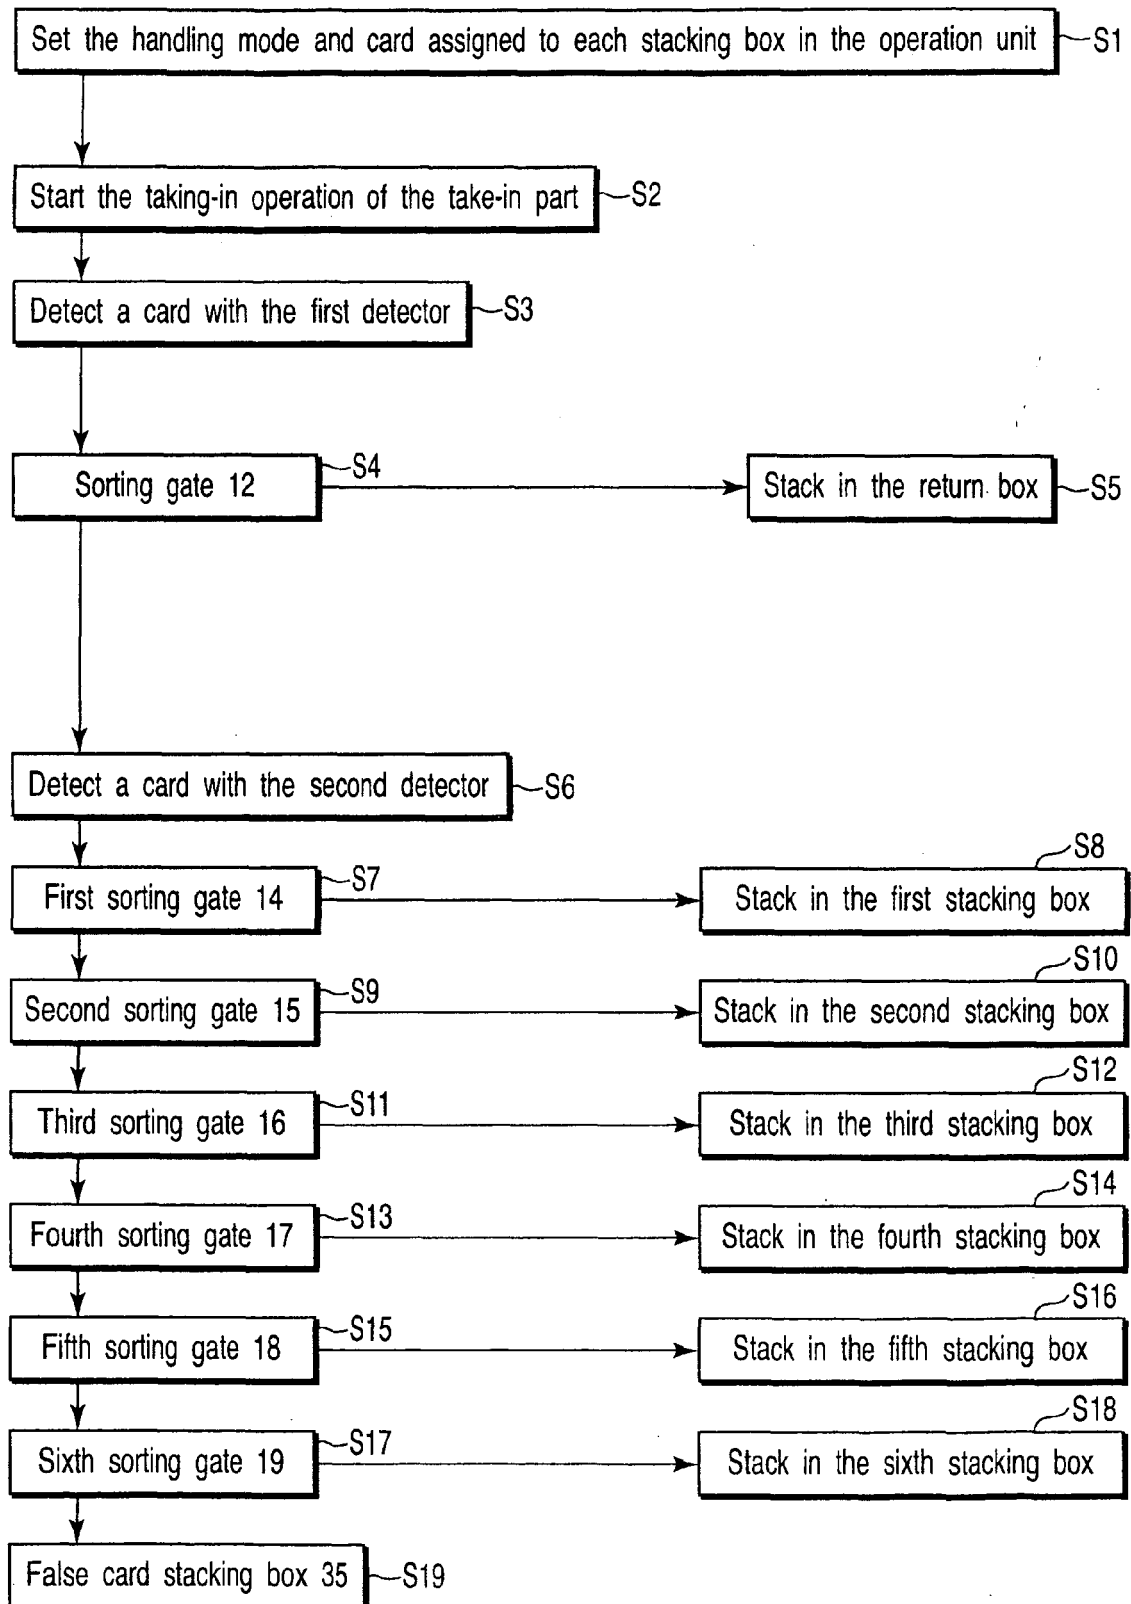 Set the handling mode and card assigned to each stacking box in the operation unit S1
Start the taking-in operation of the take-in part S2
Detect a card with the first detector S3
Sorting gate 12 S4
Stack in the return box S5
Detect a card with the second detector S6
First sorting gate 14 S7
Stack in the first stacking box S8
Second sorting gate 15 S9
Stack in the second stacking box S10
Third sorting gate 16 S11
Stack in the third stacking box S12
Fourth sorting gate 17 S13
Stack in the fourth stacking box S14
Fifth sorting gate 18 S15
Stack in the fifth stacking box S16
Sixth sorting gate 19 S17
Stack in the sixth stacking box S18
False card stacking box 35 S19